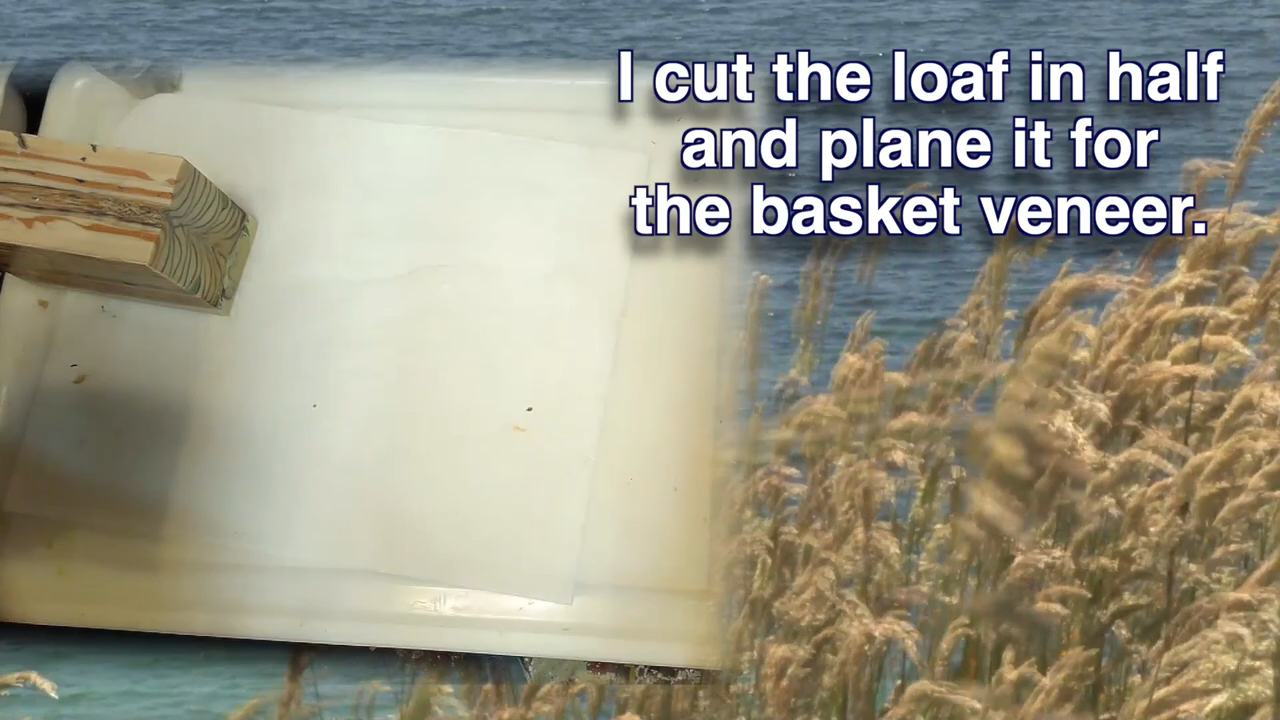 I cut the loaf in half
and plane it for
the basket veneer.